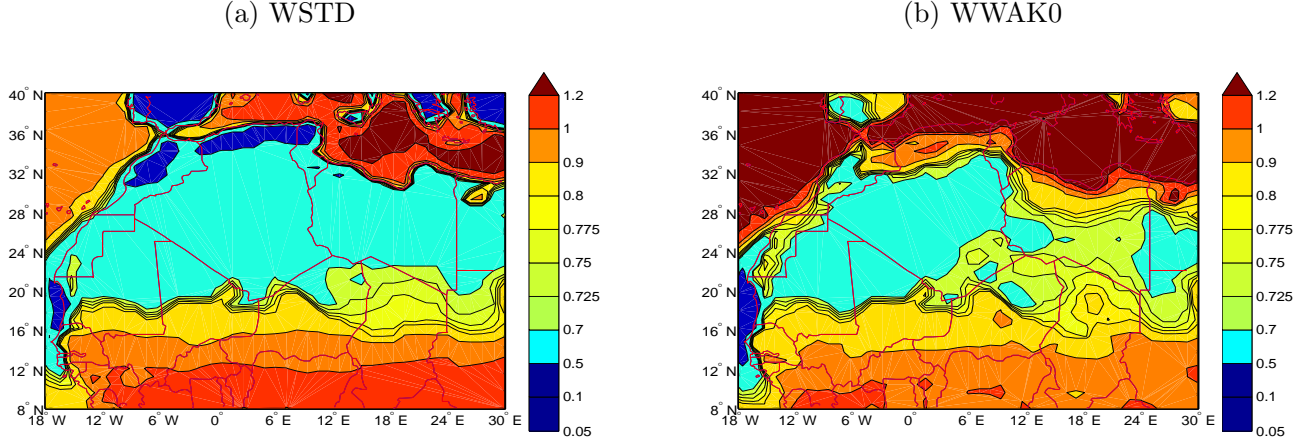 (a) WSTD
(b) WWAK0
40° N
36° N
32° N
28° N
24° N
20° N
16° N
12° N
8° N
18° W
12° W
6° W
0°
6° E
12° E
18° E
24° E
30° E
1.2
1
0.9
0.8
0.775
0.75
0.725
0.7
0.5
0.1
0.05
40° N
36° N
32° N
28° N
24° N
20° N
16° N
12° N
8° N
18° W
12° W
6° W
0°
6° E
12° E
18° E
24° E
30° E
1.2
1
0.9
0.8
0.775
0.75
0.725
0.7
0.5
0.1
0.05